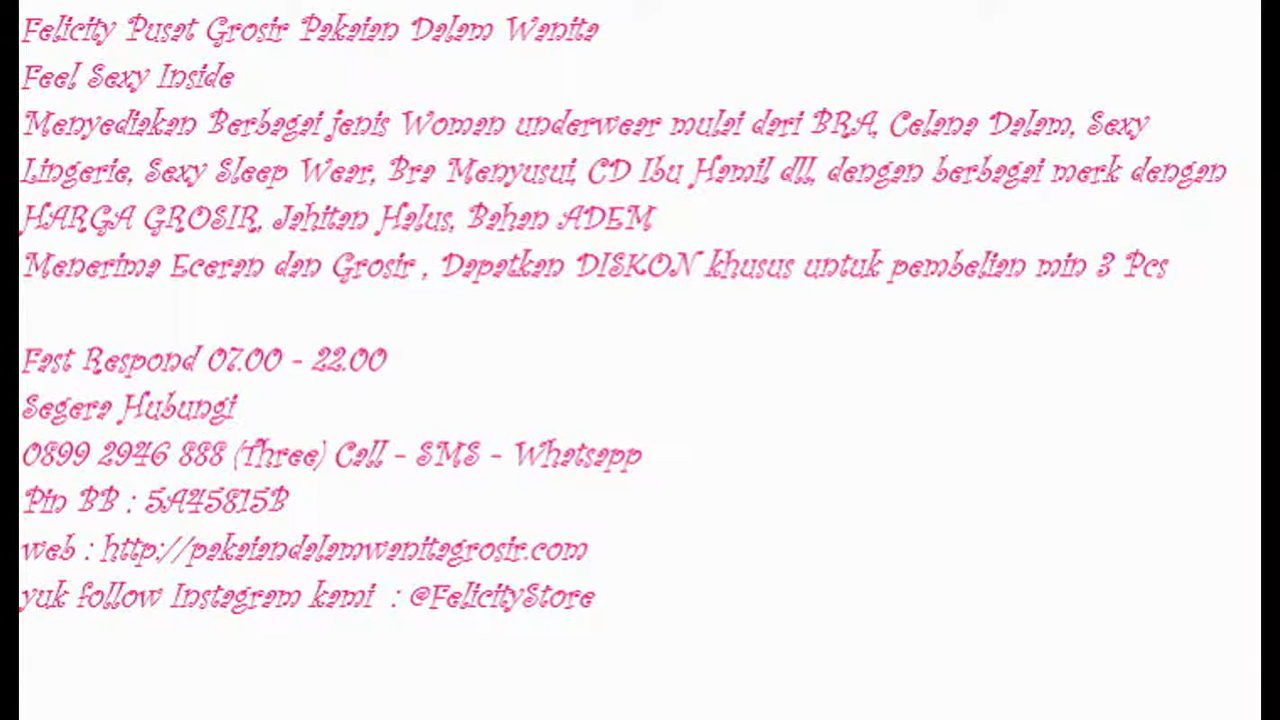 Felicity Pusat Grosir Pakaian Dalam Wanita
Feel Sexy Inside
Menyediakan Berbagai jenis Woman underwear mulai dari BRA, Celana Dalam, Sexy
Lingerie, Sexy Sleep Wear, Bra Menyusui, CD Ibu Hamil dll, dengan berbagai merk dengan
HARGA GROSIR, Jahitan Halus, Bahan ADEM
Menerima Eceran dan Grosir , Dapatkan DISKON khusus untuk pembelian min 3 Pcs
Fast Respond 07.00 - 22.00
Segera Hubungi
0899 2946 888 (Three) Call - SMS - Whatsapp
Pin BB : 5A45815B
web : http://pakaiandalamwanitagrosir.com
yuk follow Instagram kami : @FelicityStore